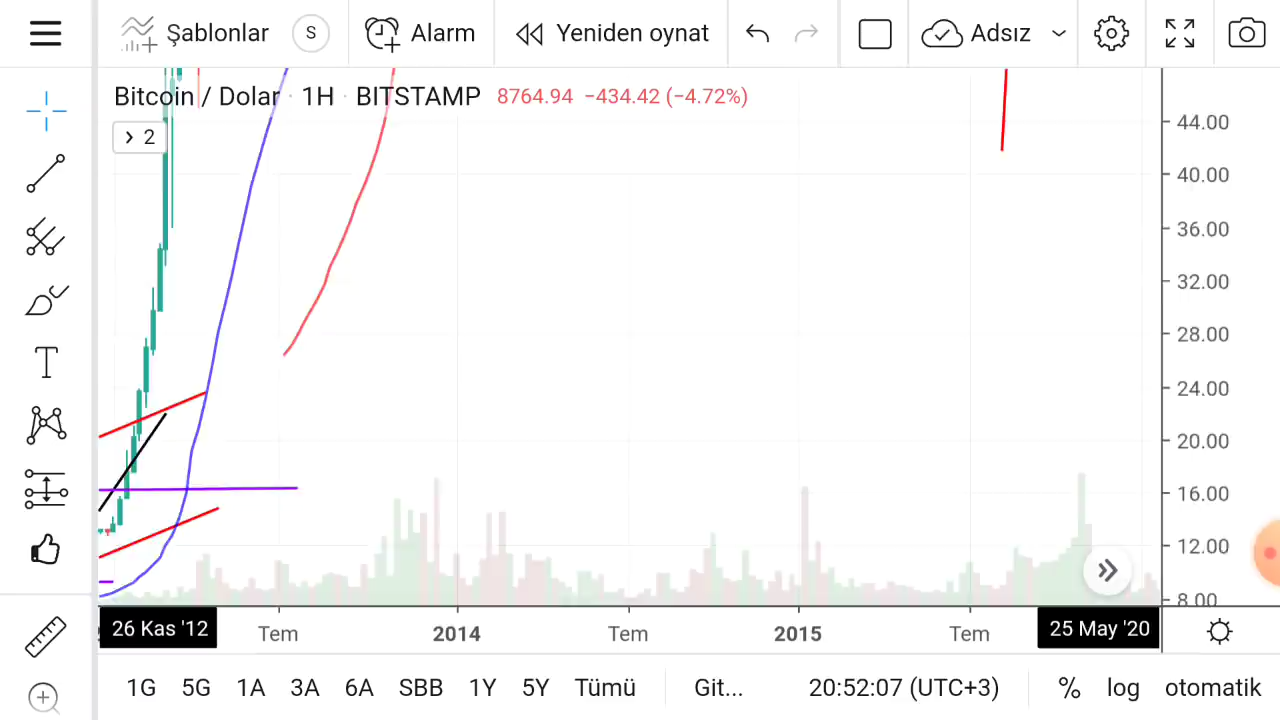 Şablonlar S Alarm Yeniden oynat Adsız
Bitcoin / Dolar · 1H · BITSTAMP 8764.94 −434.42 (−4.72%)
2
44.00
40.00
36.00
32.00
28.00
24.00
20.00
16.00
12.00
8.00
26 Kas '12 Tem 2014 Tem 2015 Tem 25 May '20
1G 5G 1A 3A 6A SBB 1Y 5Y Tümü Git... 20:52:07 (UTC+3) % log otomatik